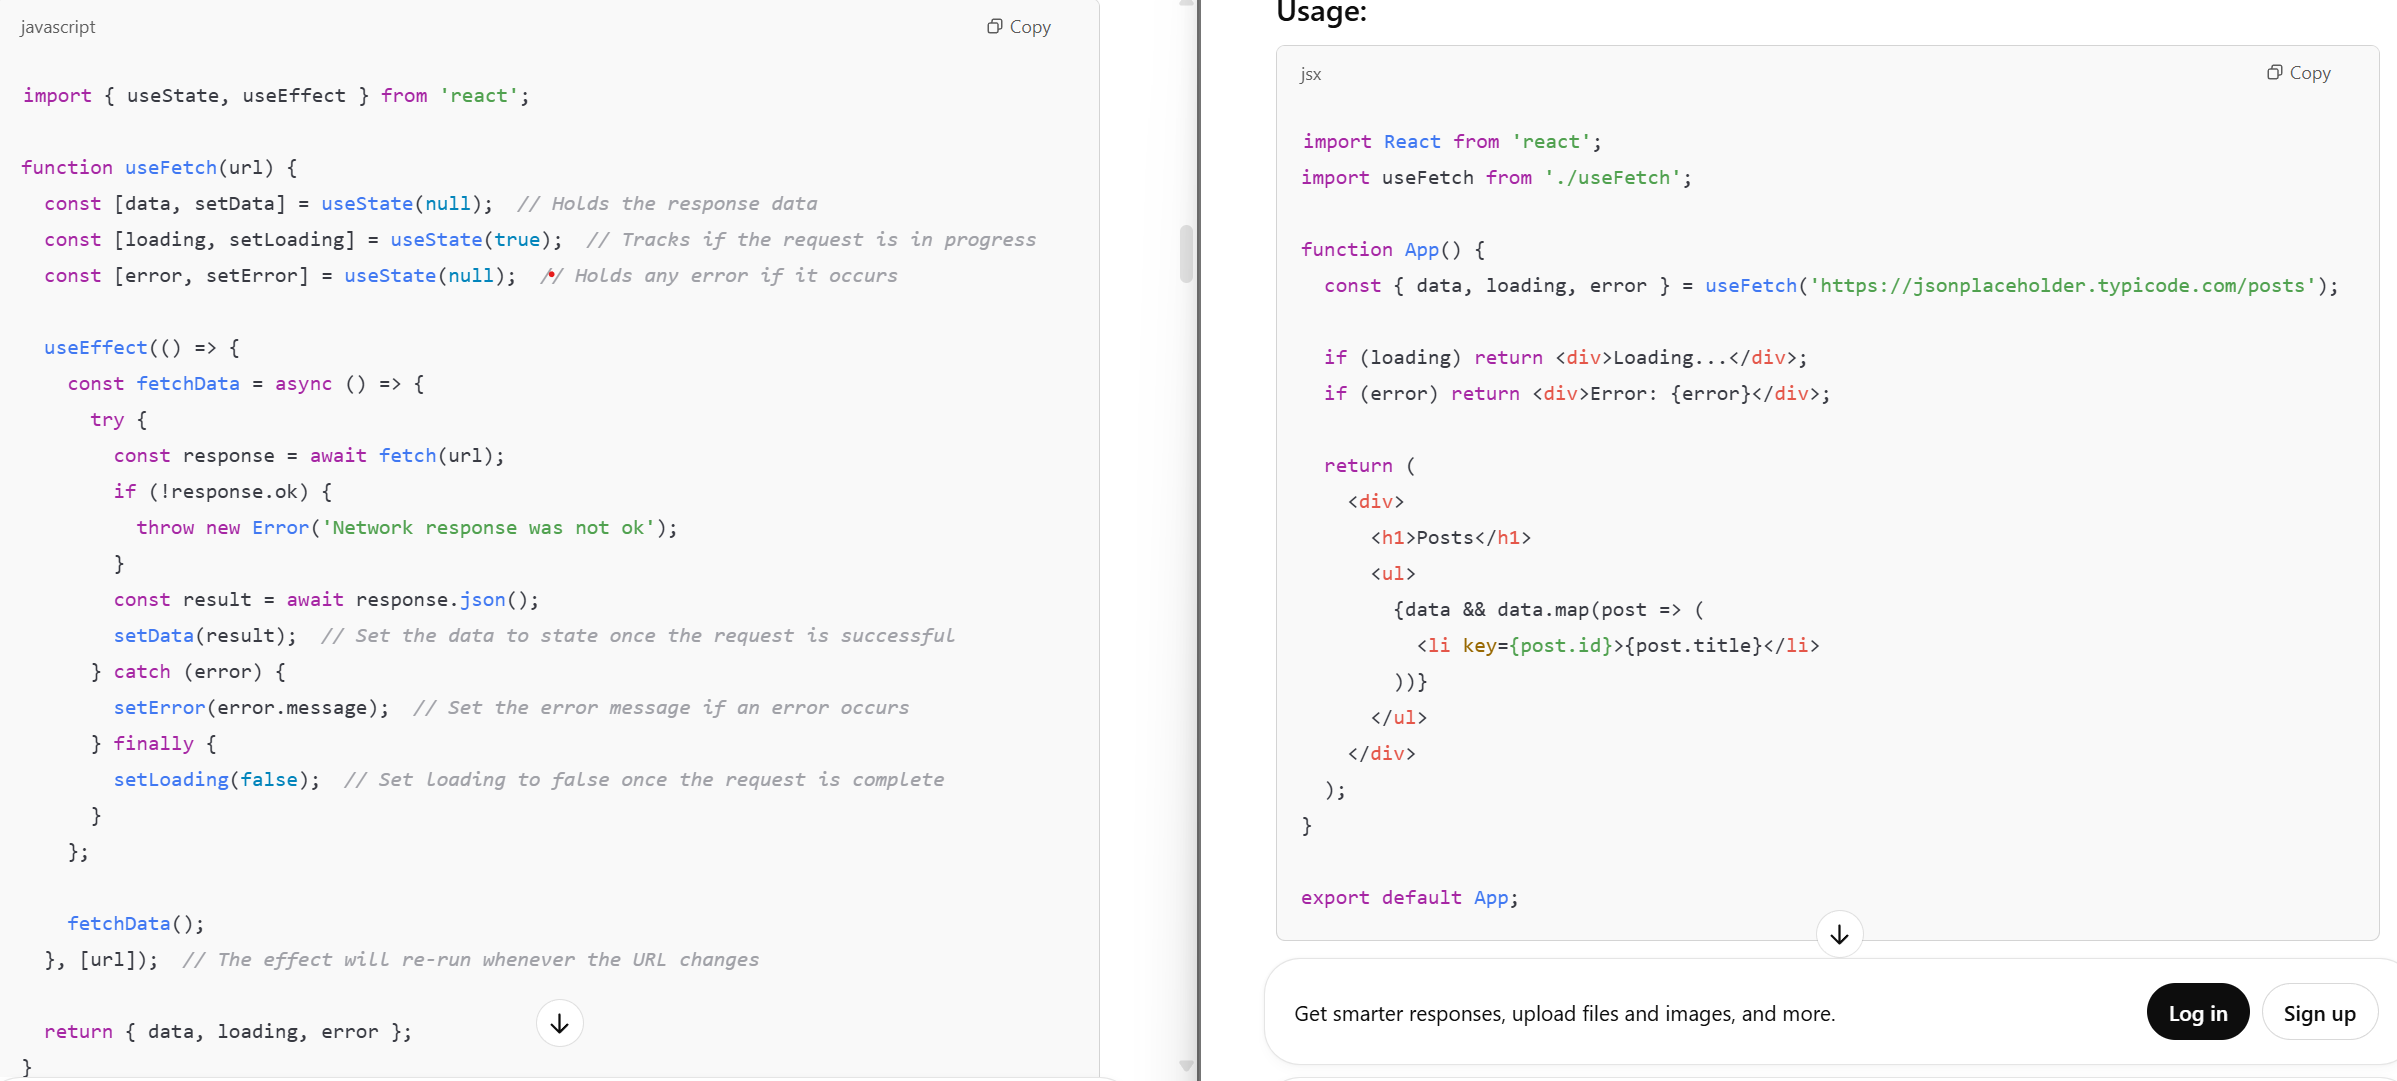 javascript
Copy
import { useState, useEffect } from 'react';
function useFetch(url) {
  const [data, setData] = useState(null);  // Holds the response data
  const [loading, setLoading] = useState(true);  // Tracks if the request is in progress
  const [error, setError] = useState(null);  // Holds any error if it occurs
  useEffect(() => {
    const fetchData = async () => {
      try {
        const response = await fetch(url);
        if (!response.ok) {
          throw new Error('Network response was not ok');
        }
        const result = await response.json();
        setData(result);  // Set the data to state once the request is successful
      } catch (error) {
        setError(error.message);  // Set the error message if an error occurs
      } finally {
        setLoading(false);  // Set loading to false once the request is complete
      }
    };
    fetchData();
  }, [url]);  // The effect will re-run whenever the URL changes
  return { data, loading, error };
}
Usage:
jsx
Copy
import React from 'react';
import useFetch from './useFetch';
function App() {
  const { data, loading, error } = useFetch('https://jsonplaceholder.typicode.com/posts');
  if (loading) return <div>Loading...</div>;
  if (error) return <div>Error: {error}</div>;
  return (
    <div>
      <h1>Posts</h1>
      <ul>
        {data && data.map(post => (
          <li key={post.id}>{post.title}</li>
        ))}
      </ul>
    </div>
  );
}
export default App;
Get smarter responses, upload files and images, and more.
Log in
Sign up